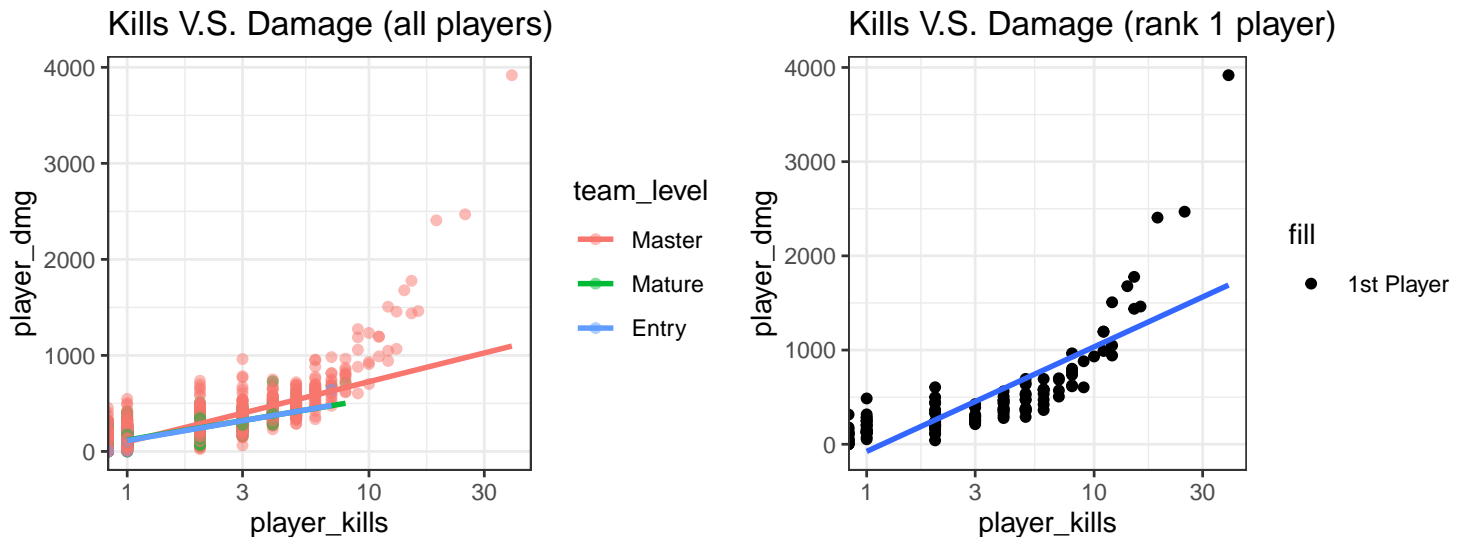 Kills V.S. Damage (all players)
4000
3000
2000
1000
0
player_dmg
1
3
10
30
player_kills
team_level
Master
Mature
Entry
Kills V.S. Damage (rank 1 player)
4000
3000
2000
1000
0
player_dmg
1
3
10
30
player_kills
fill
1st Player